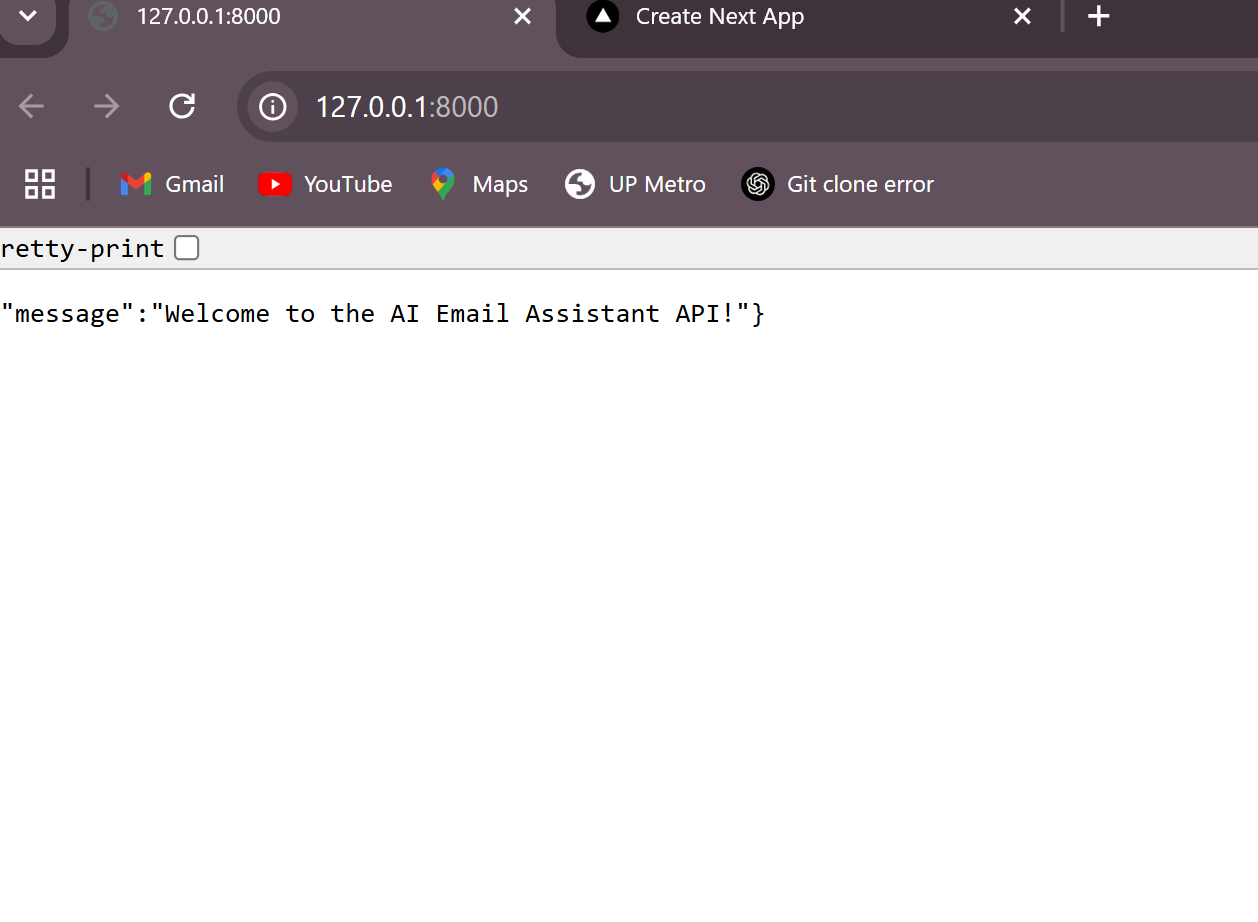 127.0.0.1:8000
Create Next App
127.0.0.1:8000
Gmail YouTube Maps UP Metro Git clone error
retty-print
"message":"Welcome to the AI Email Assistant API!"}